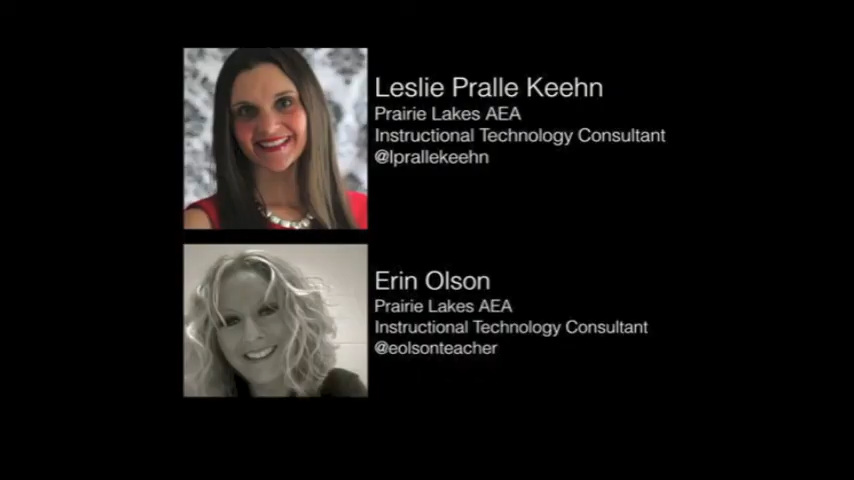 Leslie Pralle Keehn
Prairie Lakes AEA
Instructional Technology Consultant
@lprallekeehn
Erin Olson
Prairie Lakes AEA
Instructional Technology Consultant
@eolsonteacher